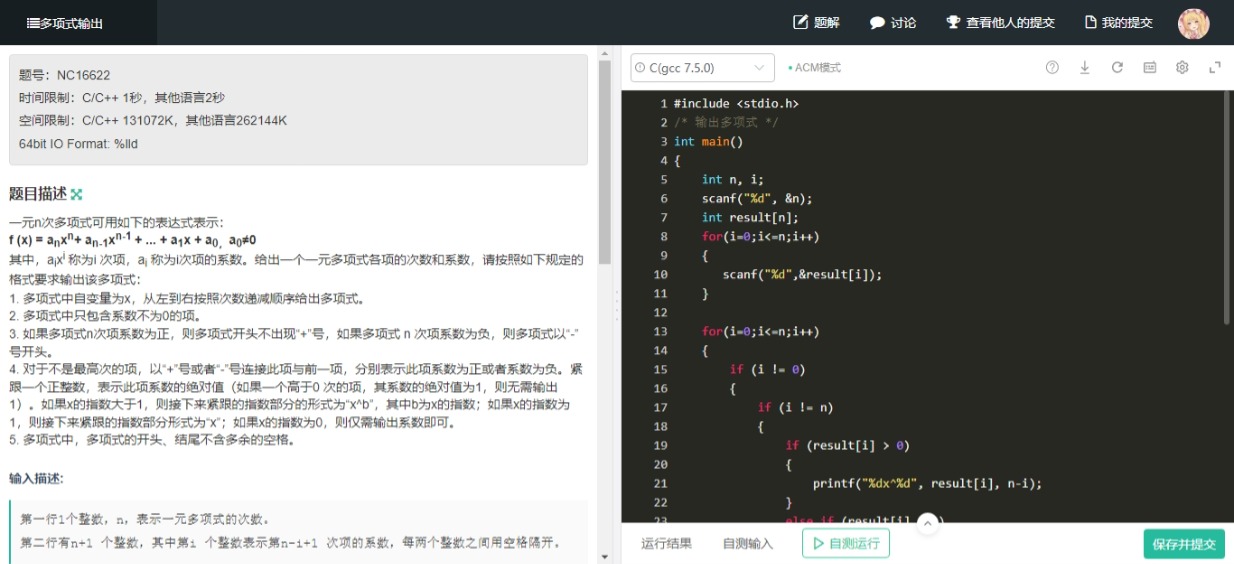 多项式输出
题解
讨论
查看他人的提交
我的提交
题号：NC16622
时间限制：C/C++ 1秒，其他语言2秒
空间限制：C/C++ 131072K，其他语言262144K
64bit IO Format: %lld
题目描述
一元n次多项式可用如下的表达式表示：
f (x) = aₙxⁿ+ aₙ₋₁xⁿ⁻¹ + ... + a₁x + a₀, a₀≠0
其中，aᵢxⁱ 称为i 次项，aᵢ 称为i次项的系数。给出一个一元多项式各项的次数和系数，请按照如下规定的
格式要求输出该多项式：
1. 多项式中自变量为x，从左到右按照次数递减顺序给出多项式。
2. 多项式中只包含系数不为0的项。
3. 如果多项式n次项系数为正，则多项式开头不出现“+”号，如果多项式 n 次项系数为负，则多项式以“-”
号开头。
4. 对于不是最高次的项，以“+”号或者“-”号连接此项与前一项，分别表示此项系数为正或者系数为负。紧
跟一个正整数，表示此项系数的绝对值（如果一个高于0 次的项，其系数的绝对值为1，则无需输出
1）。如果x的指数大于1，则接下来紧跟的指数部分的形式为“x^b”，其中b为x的指数；如果x的指数为
1，则接下来紧跟的指数部分形式为“x”；如果x的指数为0，则仅需输出系数即可。
5. 多项式中，多项式的开头、结尾不含多余的空格。
输入描述:
第一行1个整数，n，表示一元多项式的次数。
第二行有n+1 个整数，其中第i 个整数表示第n-i+1 次项的系数，每两个整数之间用空格隔开。
C(gcc 7.5.0)
ACM模式
1 #include <stdio.h>
2 /* 输出多项式 */
3 int main()
4 {
5 int n, i;
6 scanf("%d", &n);
7 int result[n];
8 for(i=0;i<=n;i++)
9 {
10 scanf("%d",&result[i]);
11 }
12
13 for(i=0;i<=n;i++)
14 {
15 if (i != 0)
16 {
17 if (i != n)
18 {
19 if (result[i] > 0)
20 {
21 printf("%dx^%d", result[i], n-i);
22 }
23 else if (result[i]
运行结果
自测输入
自测运行
保存并提交